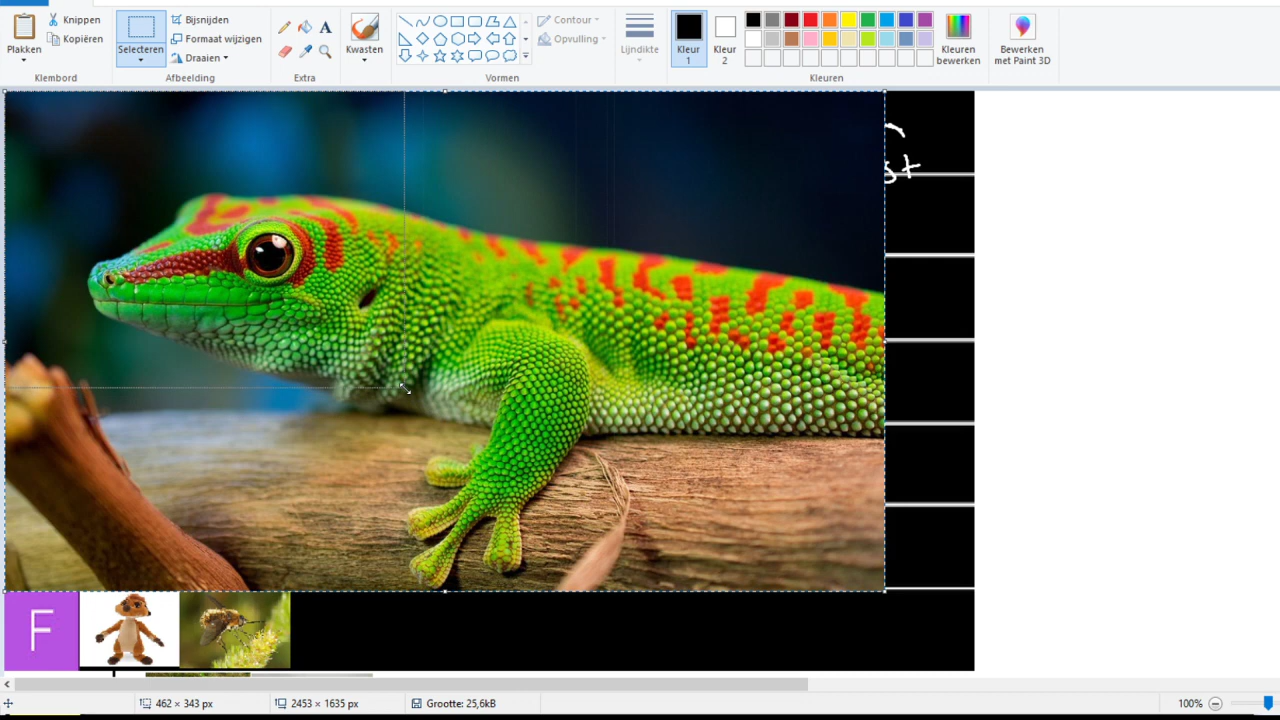 Plakken
Knippen
Kopiëren
Klembord
Selecteren
Bijsnijden
Formaat wijzigen
Draaien
Afbeelding
A
Extra
Kwasten
Contour
Opvulling
Vormen
Lijndikte
Kleur
1
Kleur
2
Kleuren
bewerken
Kleuren
Bewerken
met Paint 3D
st
F
462 × 343 px
2453 × 1635 px
Grootte: 25,6kB
100%